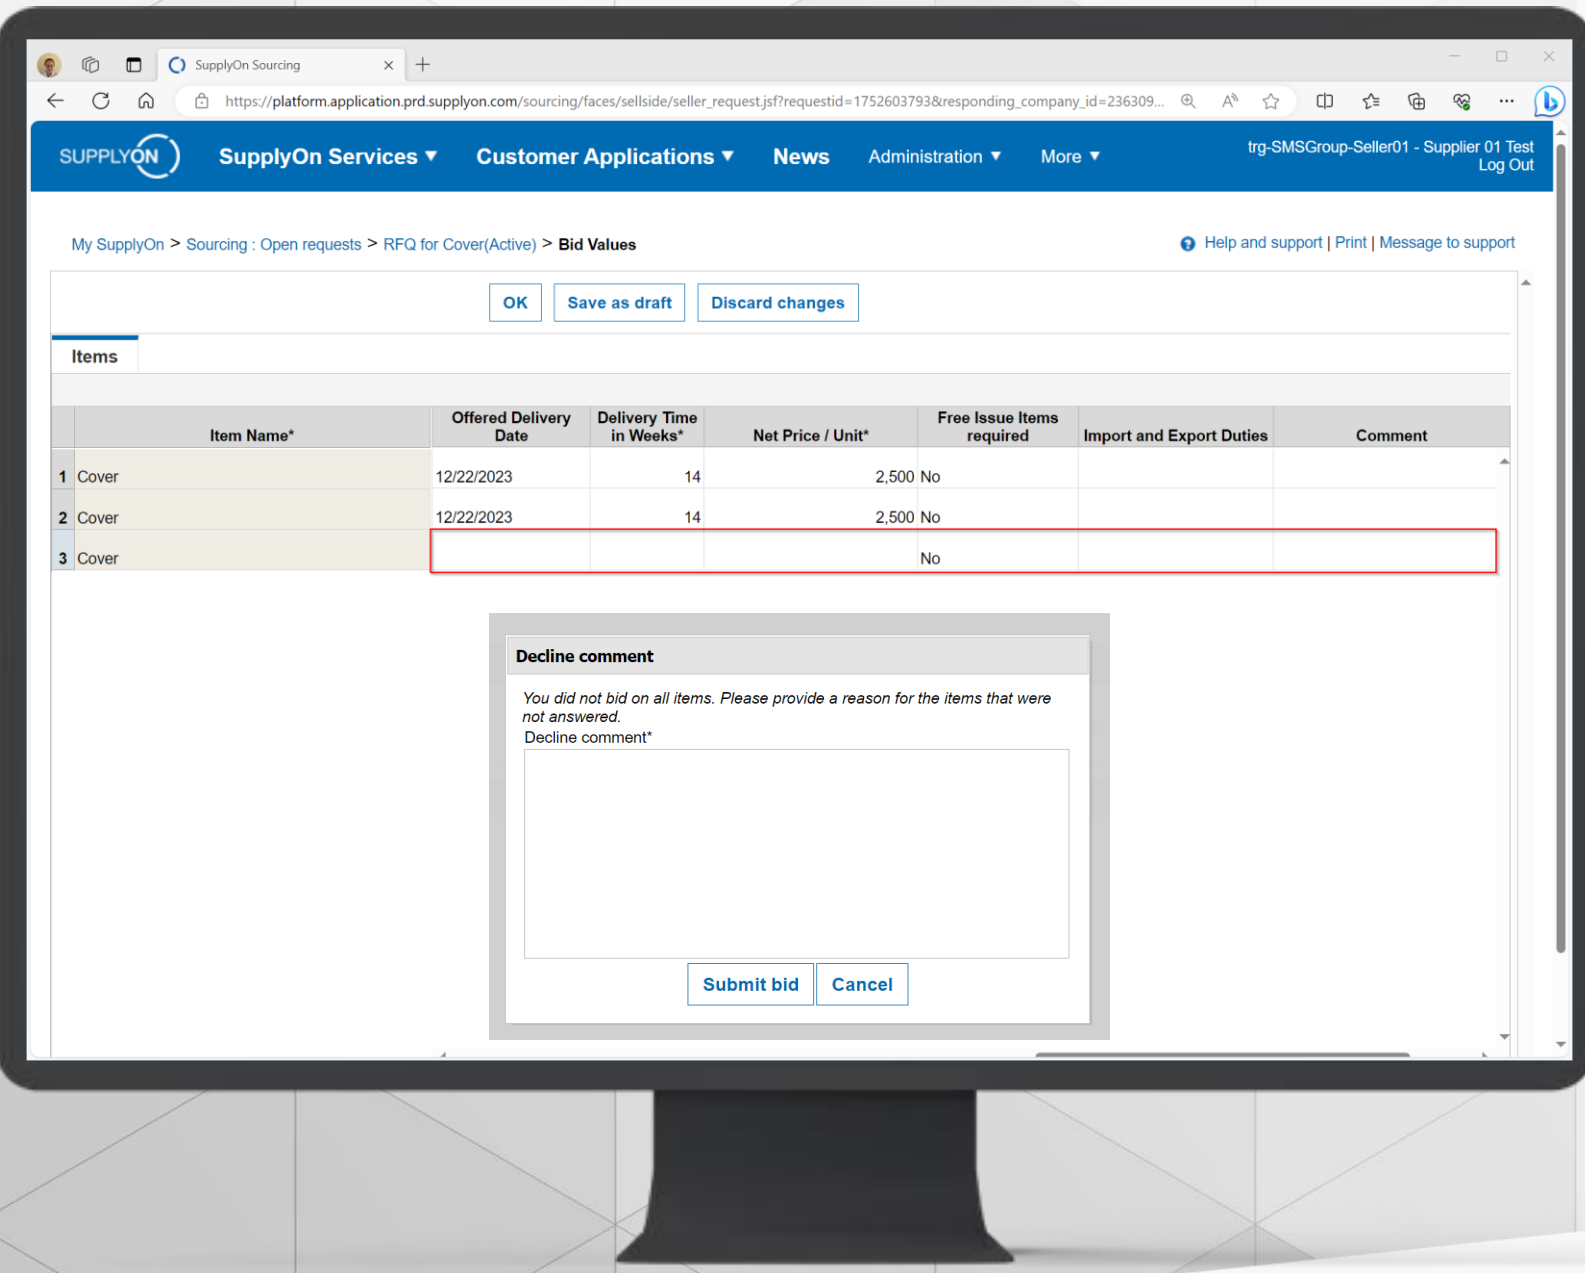 SupplyOn Sourcing
https://platform.application.prd.supplyon.com/sourcing/faces/sellside/seller_request.jsf?requestid=1752603793&responding_company_id=236309...
SUPPLYON
SupplyOn Services
Customer Applications
News
Administration
More
trg-SMSGroup-Seller01 - Supplier 01 Test
Log Out
My SupplyOn > Sourcing : Open requests > RFQ for Cover(Active) > Bid Values
Help and support | Print | Message to support
OK
Save as draft
Discard changes
Items
Item Name*
Offered Delivery
Date
Delivery Time
in Weeks*
Net Price / Unit*
Free Issue Items
required
Import and Export Duties
Comment
1 Cover 12/22/2023 14 2,500 No
2 Cover 12/22/2023 14 2,500 No
3 Cover No
Decline comment
You did not bid on all items. Please provide a reason for the items that were
not answered.
Decline comment*
Submit bid
Cancel